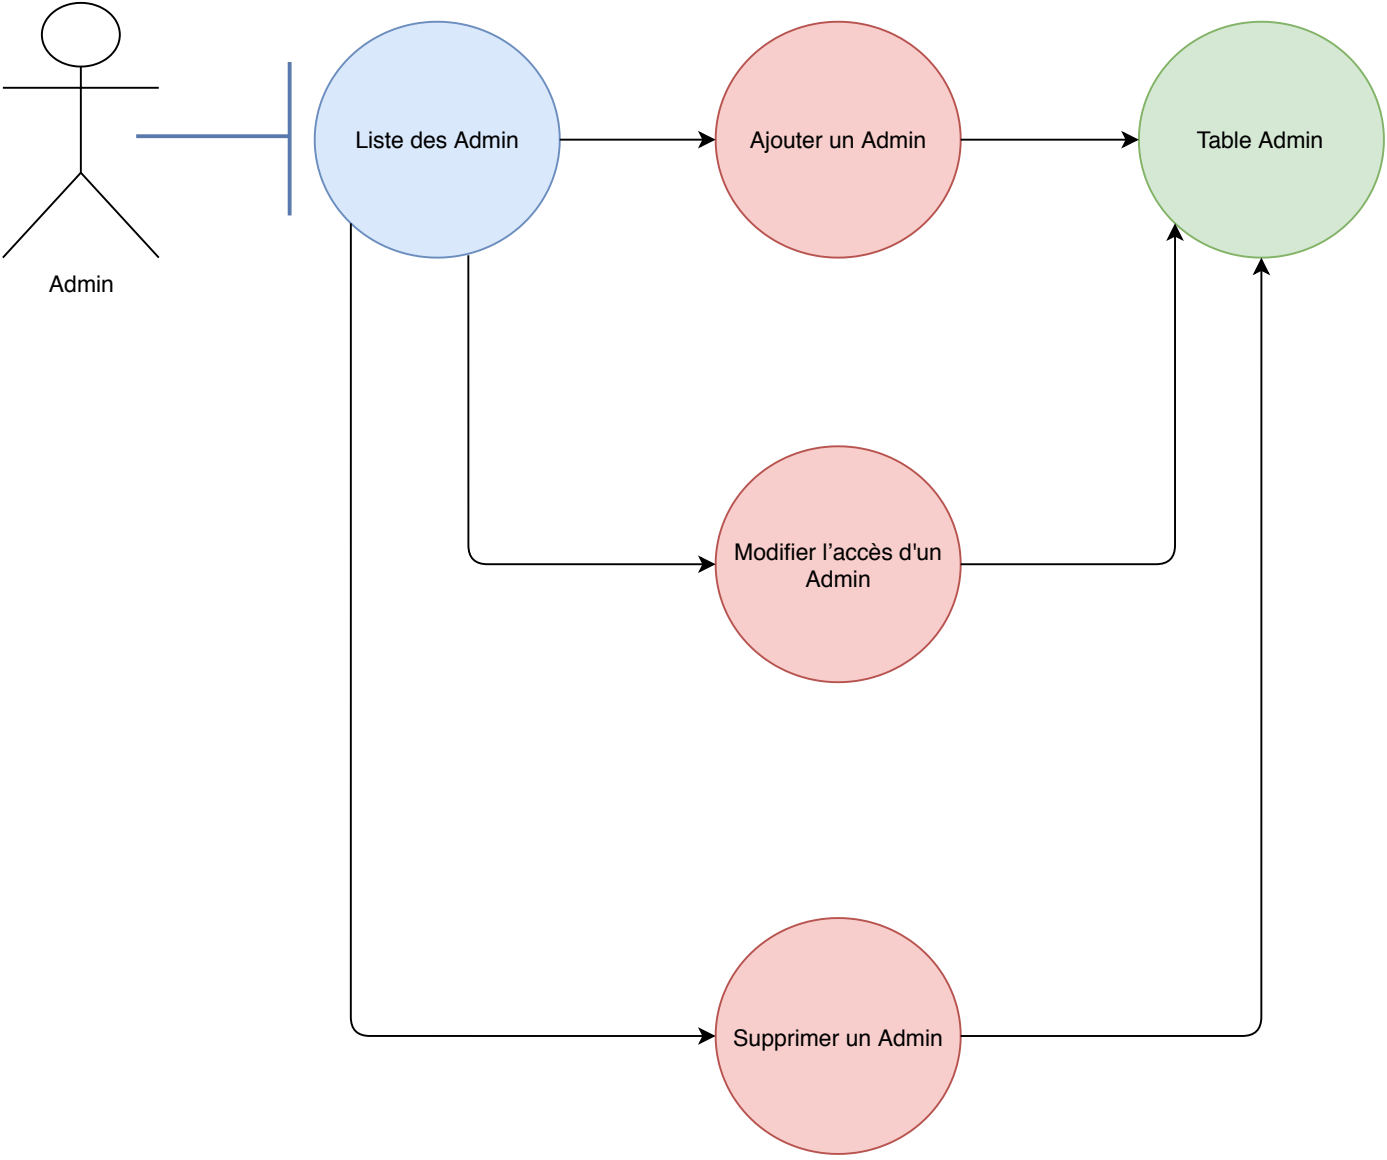 Liste des Admin
Ajouter un Admin
Table Admin
Admin
Modifier l’accès d'un
Admin
Supprimer un Admin